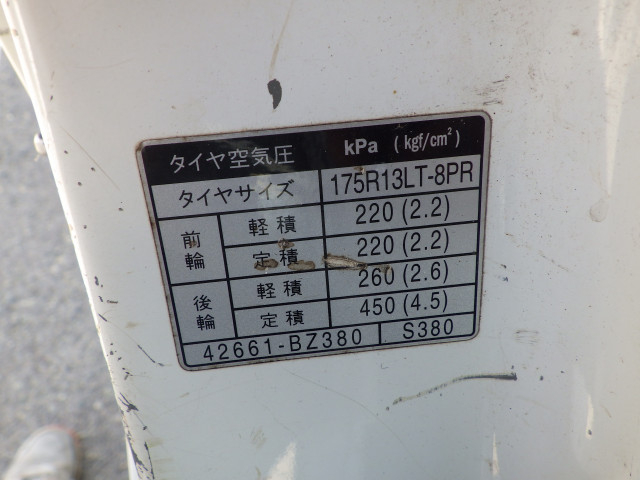 タイヤ空気圧 kPa (kgf/cm²)
タイヤサイズ 175R13LT-8PR
前輪 軽積 220 (2.2)
定積 220 (2.2)
後輪 軽積 260 (2.6)
定積 450 (4.5)
42661-BZ380 S380